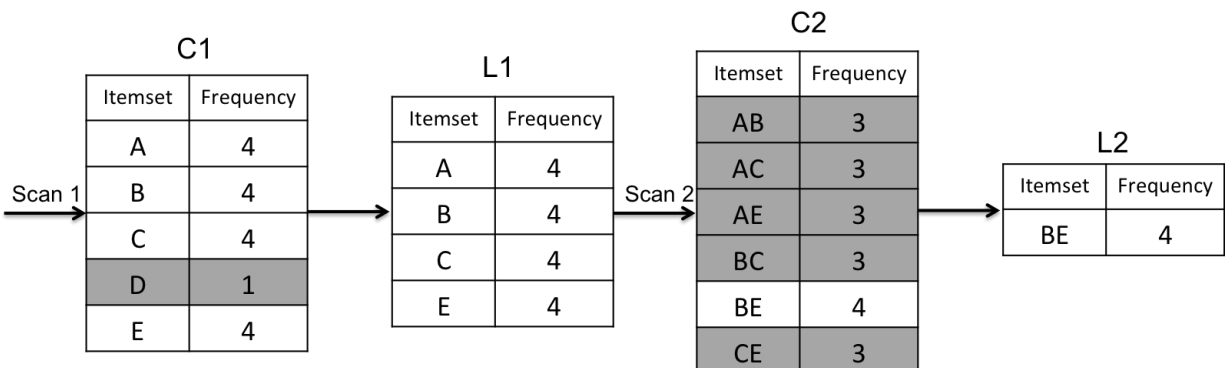 C1
Itemset Frequency
A 4
B 4
C 4
D 1
E 4
Scan 1
L1
Itemset Frequency
A 4
B 4
C 4
E 4
Scan 2
C2
Itemset Frequency
AB 3
AC 3
AE 3
BC 3
BE 4
CE 3
L2
Itemset Frequency
BE 4